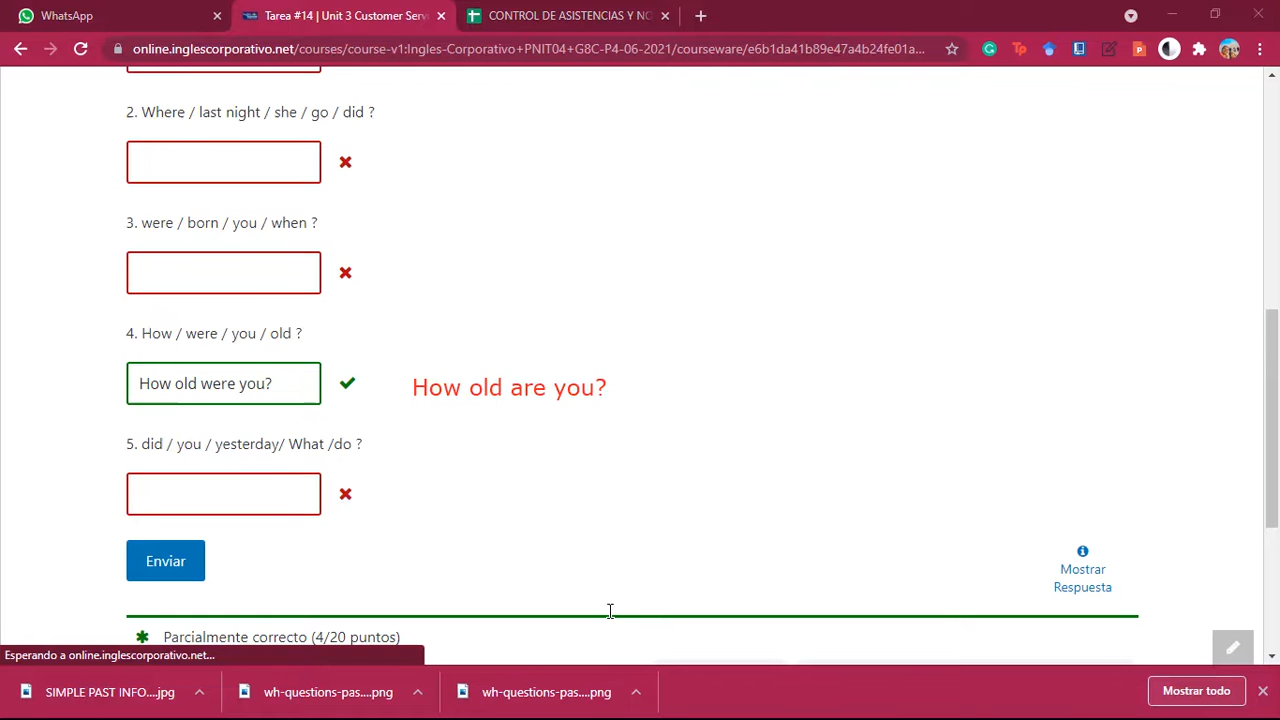 WhatsApp
Tarea #14 | Unit 3 Customer Serv
CONTROL DE ASISTENCIAS Y NO
online.inglescorporativo.net/courses/course-v1:Ingles-Corporativo+PNIT04+G8C-P4-06-2021/courseware/e6b1da41b89e47a4b24fe01a...
2. Where / last night / she / go / did ?
3. were / born / you / when ?
4. How / were / you / old ?
How old were you?
How old are you?
5. did / you / yesterday/ What /do ?
Enviar
Mostrar
Respuesta
Parcialmente correcto (4/20 puntos)
Esperando a online.inglescorporativo.net...
SIMPLE PAST INFO....jpg
wh-questions-pas....png
wh-questions-pas....png
Mostrar todo